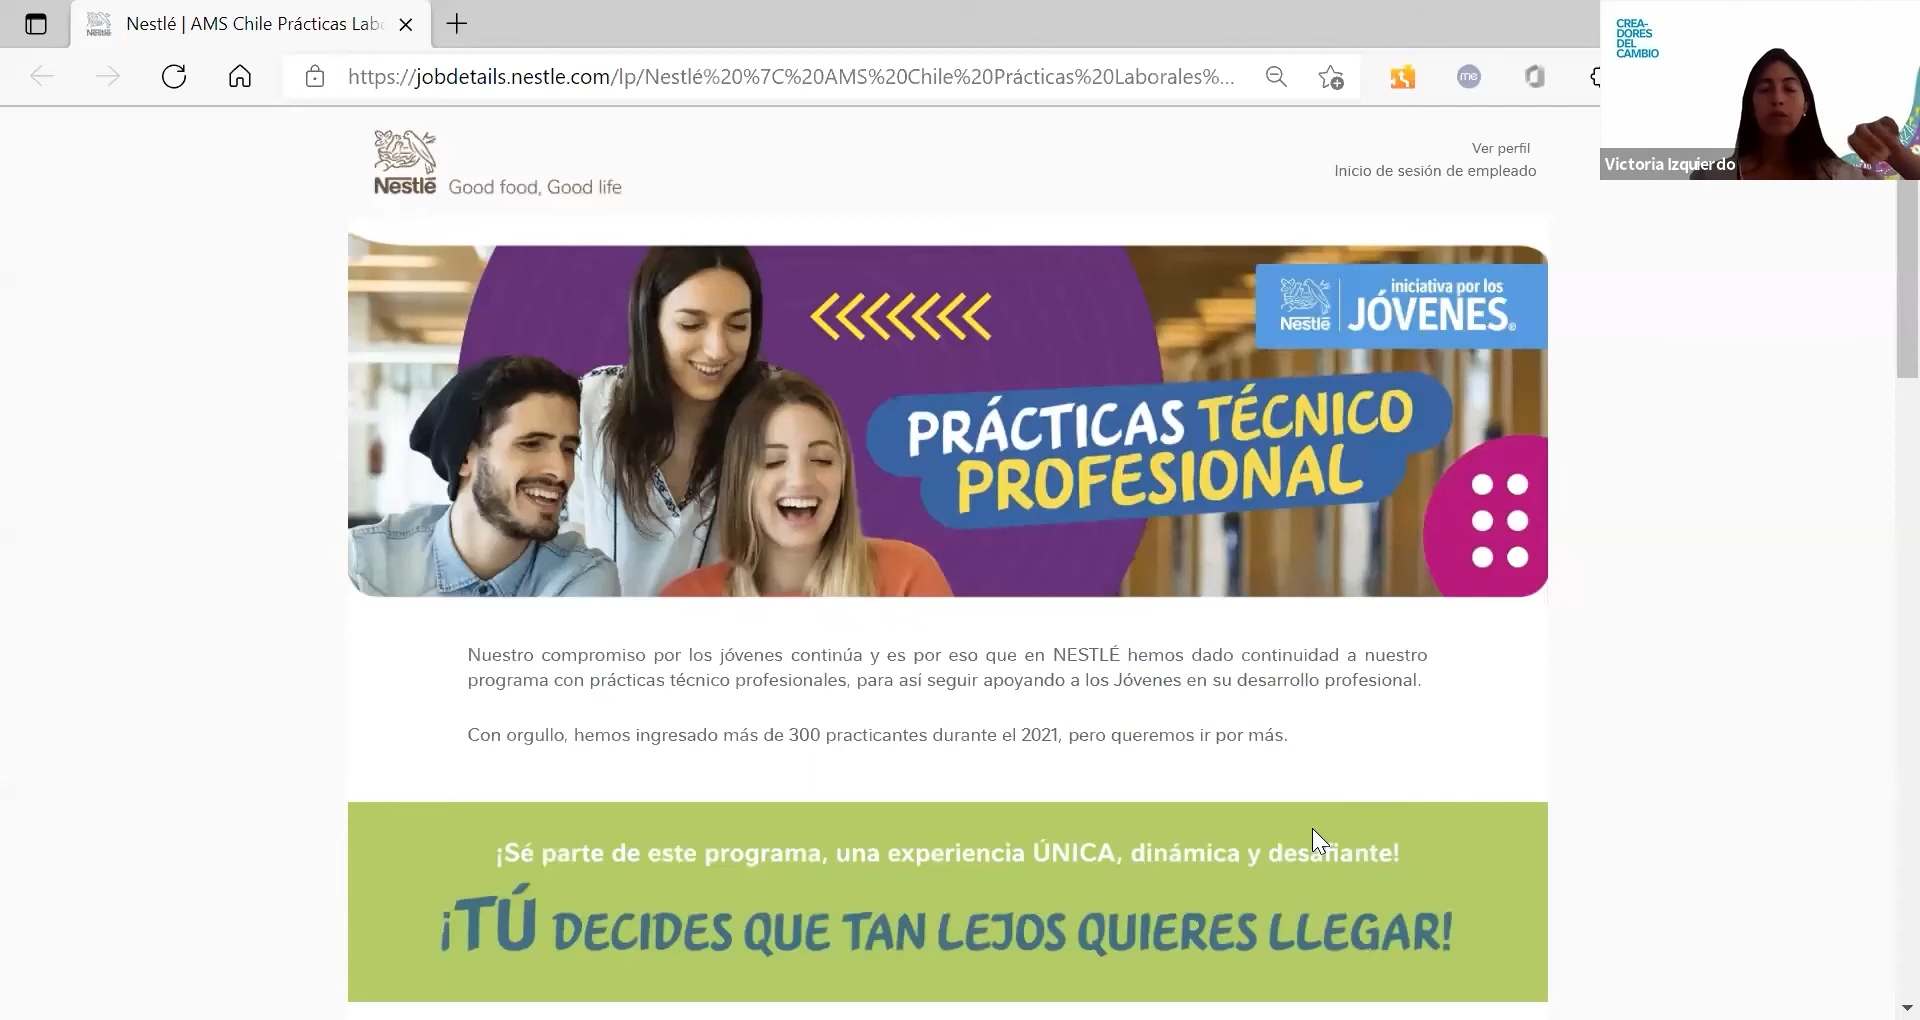 Nestlé | AMS Chile Prácticas Lab
https://jobdetails.nestle.com/lp/Nestlé%20%7C%20AMS%20Chile%20Prácticas%20Laborales%...
me
CREA-
DORES
DEL
CAMBIO
Victoria Izquierdo
Nestlé Good food, Good life
Ver perfil
Inicio de sesión de empleado
Nestlé
iniciativa por los
JÓVENES®
PRÁCTICAS TÉCNICO
PROFESIONAL
Nuestro compromiso por los jóvenes continúa y es por eso que en NESTLÉ hemos dado continuidad a nuestro
programa con prácticas técnico profesionales, para así seguir apoyando a los Jóvenes en su desarrollo profesional.
Con orgullo, hemos ingresado más de 300 practicantes durante el 2021, pero queremos ir por más.
¡Sé parte de este programa, una experiencia ÚNICA, dinámica y desafiante!
¡TÚ DECIDES QUE TAN LEJOS QUIERES LLEGAR!